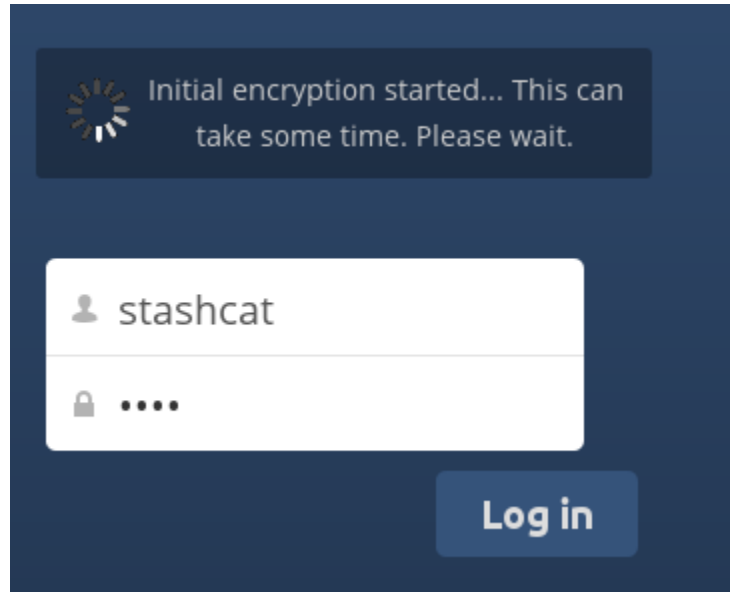 Initial encryption started... This can
take some time. Please wait.
stashcat
••••
Log in